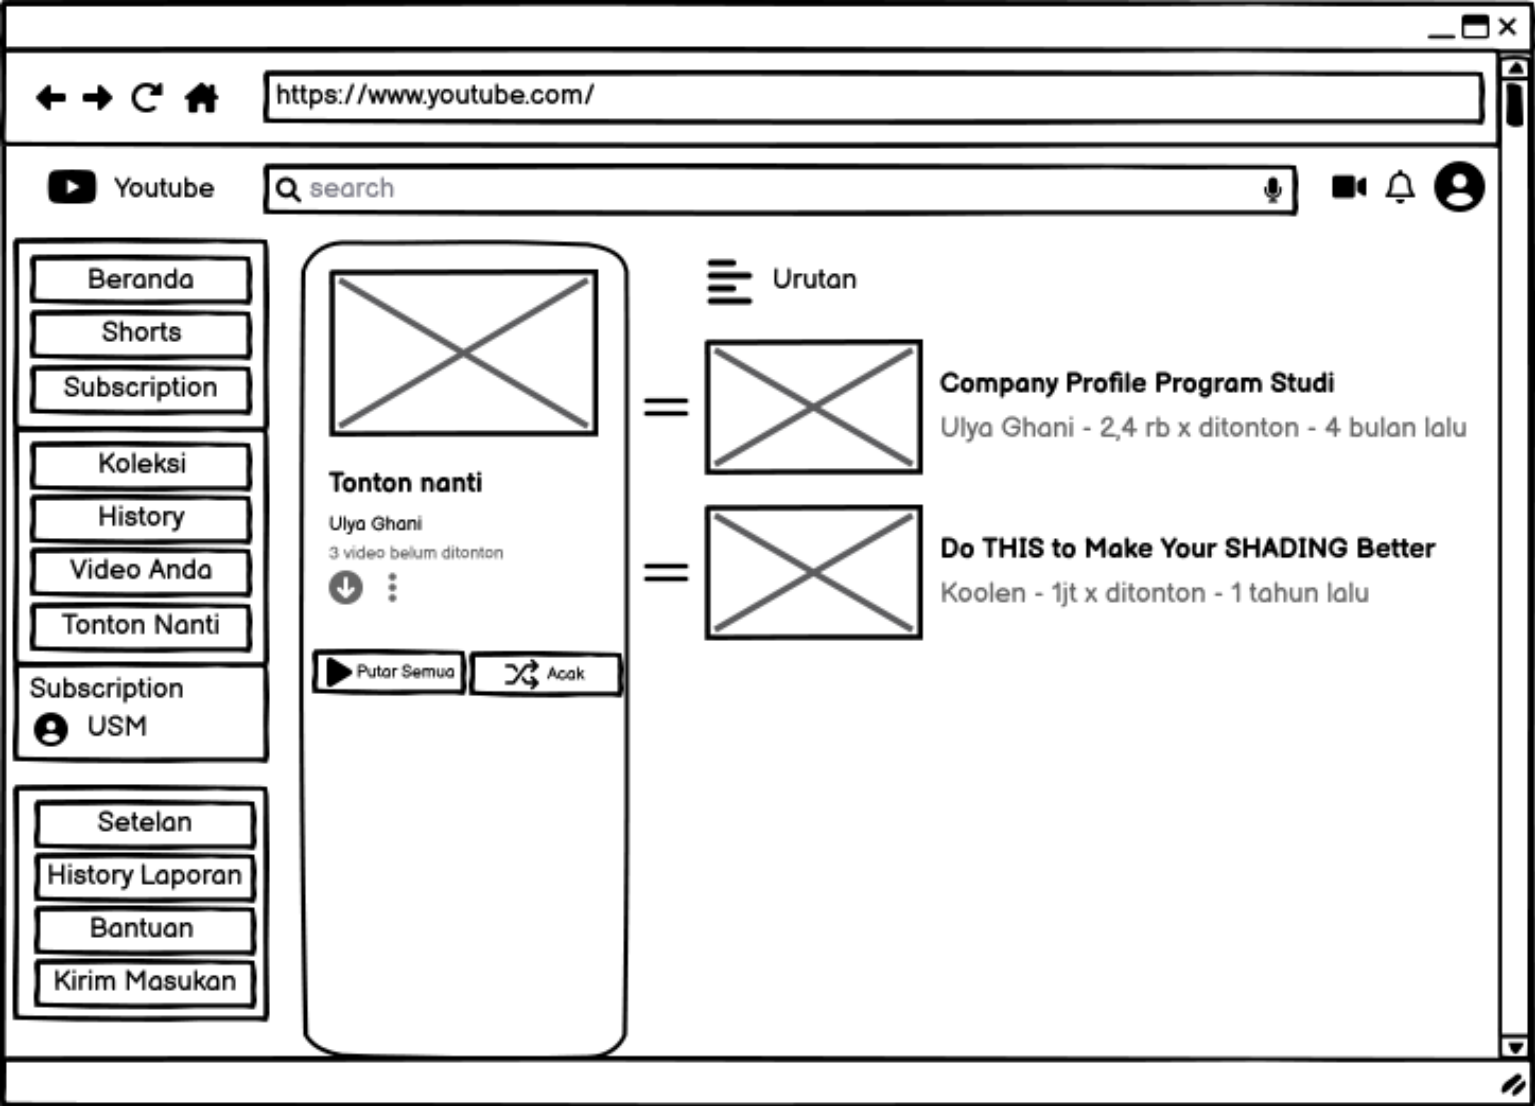 https://www.youtube.com/
Youtube
search
Beranda
Shorts
Subscription
Koleksi
History
Video Anda
Tonton Nanti
Subscription
USM
Setelan
History Laporan
Bantuan
Kirim Masukan
Tonton nanti
Ulya Ghani
3 video belum ditonton
Putar Semua
Acak
Urutan
Company Profile Program Studi
Ulya Ghani - 2,4 rb x ditonton - 4 bulan lalu
Do THIS to Make Your SHADING Better
Koolen - 1jt x ditonton - 1 tahun lalu